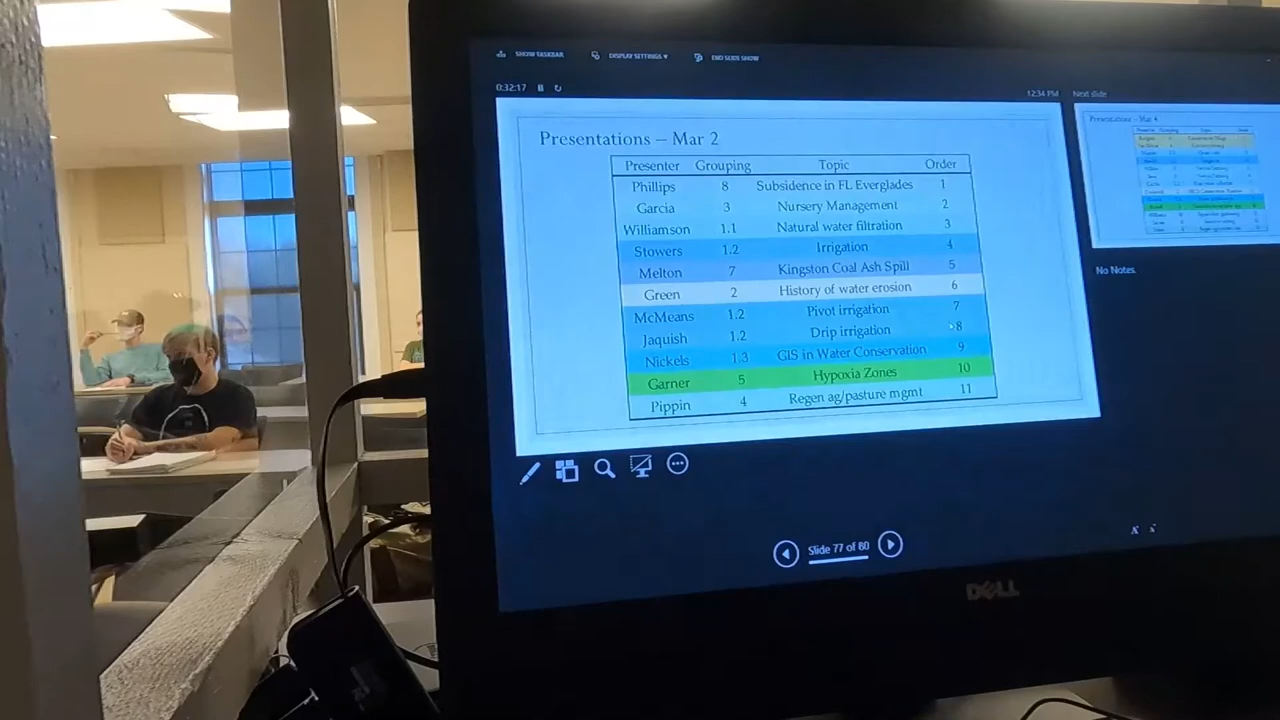 SHOW TASKBAR DISPLAY SETTINGS ▾ END SLIDE SHOW
0:32:17 12:34 PM Next slide
Presentations – Mar 2
Presenter Grouping Topic Order
Phillips 8 Subsidence in FL Everglades 1
Garcia 3 Nursery Management 2
Williamson 1.1 Natural water filtration 3
Stowers 1.2 Irrigation 4
Melton 7 Kingston Coal Ash Spill 5
Green 2 History of water erosion 6
McMeans 1.2 Pivot irrigation 7
Jaquish 1.2 Drip irrigation 8
Nickels 1.3 GIS in Water Conservation 9
Garner 5 Hypoxia Zones 10
Pippin 4 Regen ag/pasture mgmt 11
Presentations – Mar 4
No Notes.
A A
Slide 77 of 80
DELL